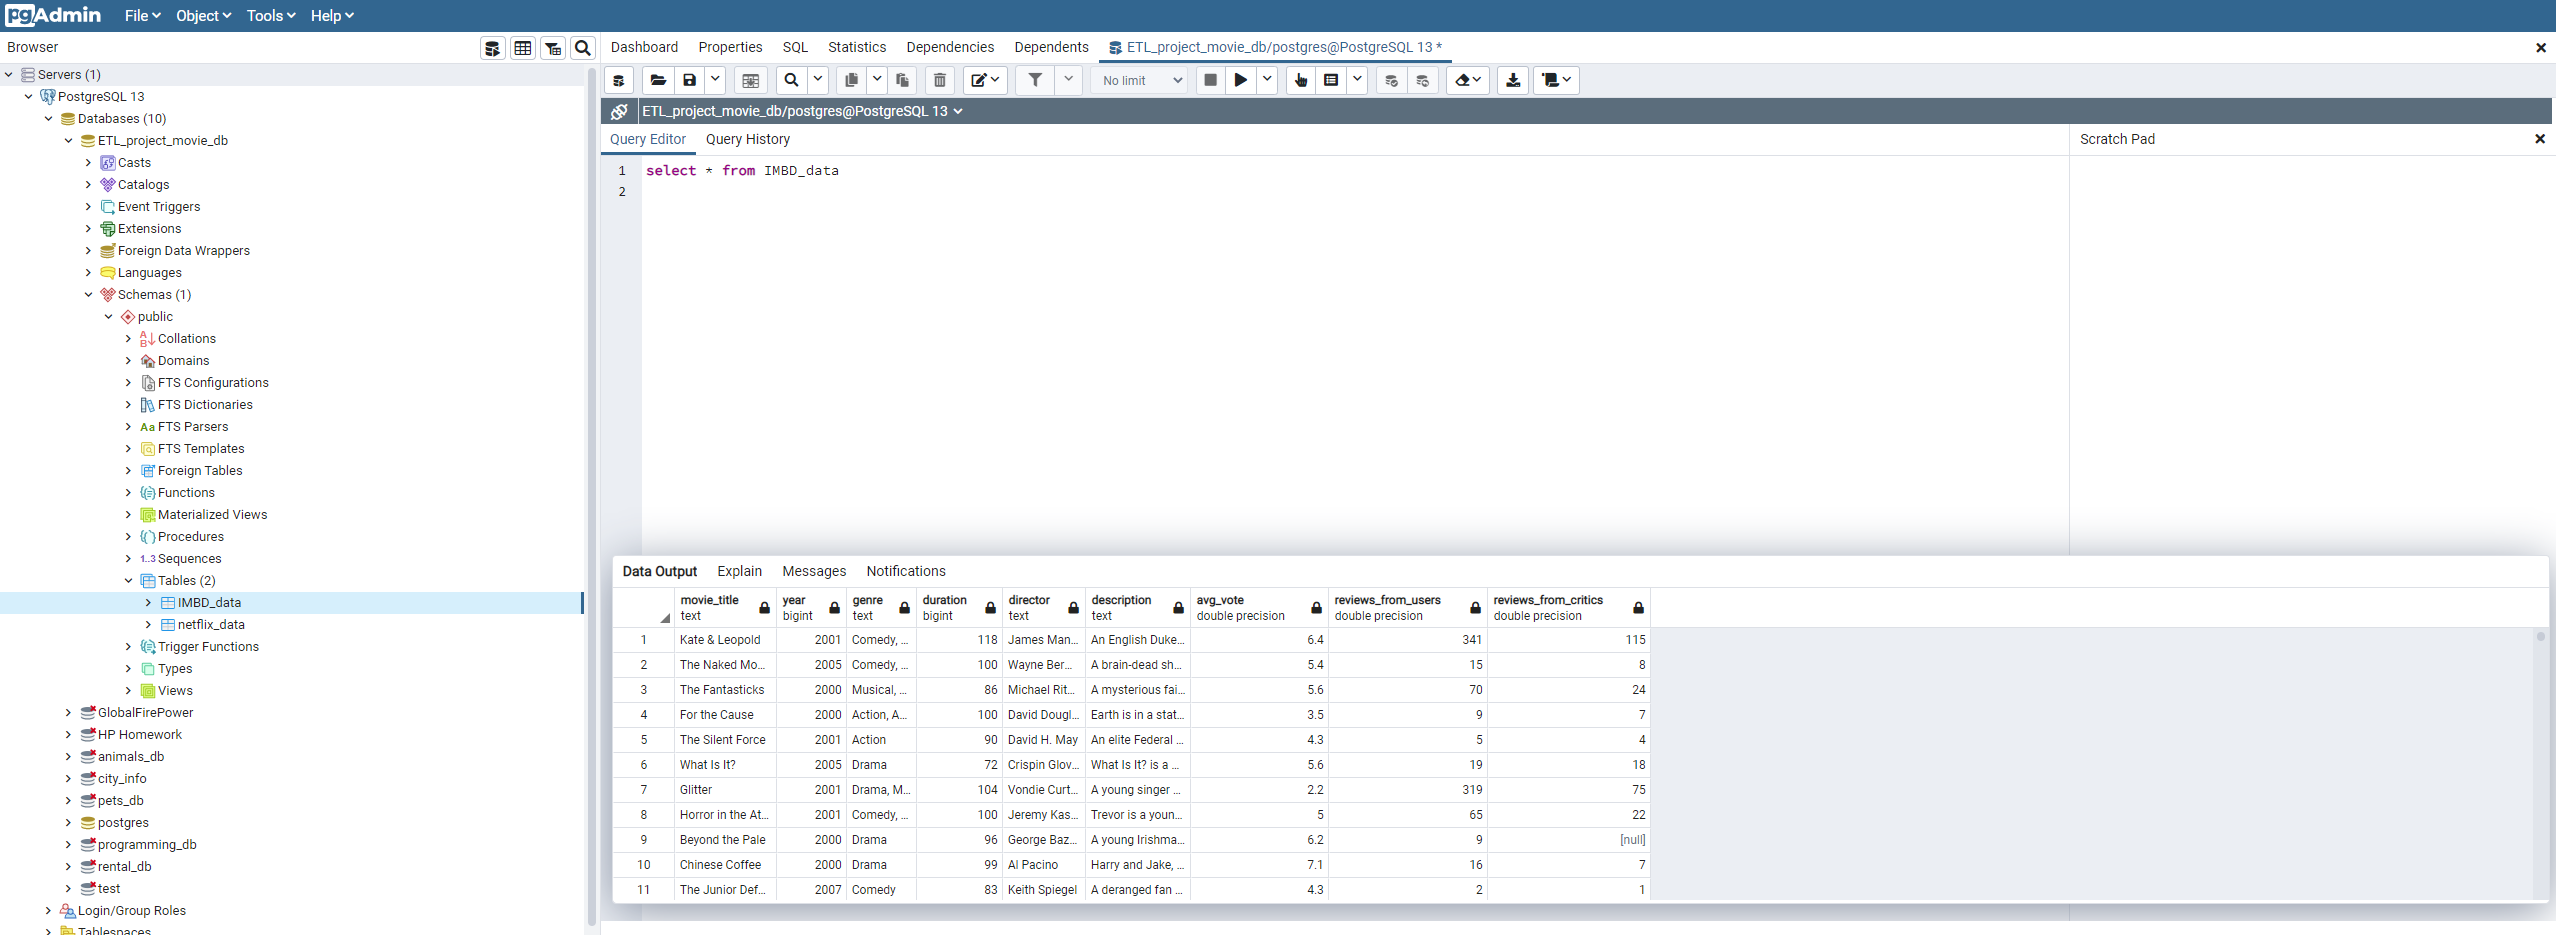 pgAdmin File Object Tools Help
Browser
Servers (1)
PostgreSQL 13
Databases (10)
ETL_project_movie_db
Casts
Catalogs
Event Triggers
Extensions
Foreign Data Wrappers
Languages
Schemas (1)
public
Collations
Domains
FTS Configurations
FTS Dictionaries
Aa FTS Parsers
FTS Templates
Foreign Tables
Functions
Materialized Views
Procedures
1..3 Sequences
Tables (2)
IMBD_data
netflix_data
Trigger Functions
Types
Views
GlobalFirePower
HP Homework
animals_db
city_info
pets_db
postgres
programming_db
rental_db
test
Login/Group Roles
Tablespaces
Dashboard Properties SQL Statistics Dependencies Dependents ETL_project_movie_db/postgres@PostgreSQL 13 *
No limit
ETL_project_movie_db/postgres@PostgreSQL 13
Query Editor Query History
Scratch Pad
1 select * from IMBD_data
2
Data Output Explain Messages Notifications
movie_title year genre duration director description avg_vote reviews_from_users reviews_from_critics
text bigint text bigint text text double precision double precision double precision
1 Kate & Leopold 2001 Comedy, ... 118 James Man... An English Duke... 6.4 341 115
2 The Naked Mo... 2005 Comedy, ... 100 Wayne Ber... A brain-dead sh... 5.4 15 8
3 The Fantasticks 2000 Musical, ... 86 Michael Rit... A mysterious fai... 5.6 70 24
4 For the Cause 2000 Action, A... 100 David Dougl... Earth is in a stat... 3.5 9 7
5 The Silent Force 2001 Action 90 David H. May An elite Federal ... 4.3 5 4
6 What Is It? 2005 Drama 72 Crispin Glov... What Is It? is a ... 5.6 19 18
7 Glitter 2001 Drama, M... 104 Vondie Curt... A young singer ... 2.2 319 75
8 Horror in the At... 2001 Comedy, ... 100 Jeremy Kas... Trevor is a youn... 5 65 22
9 Beyond the Pale 2000 Drama 96 George Baz... A young Irishma... 6.2 9 [null]
10 Chinese Coffee 2000 Drama 99 Al Pacino Harry and Jake, ... 7.1 16 7
11 The Junior Def... 2007 Comedy 83 Keith Spiegel A deranged fan ... 4.3 2 1